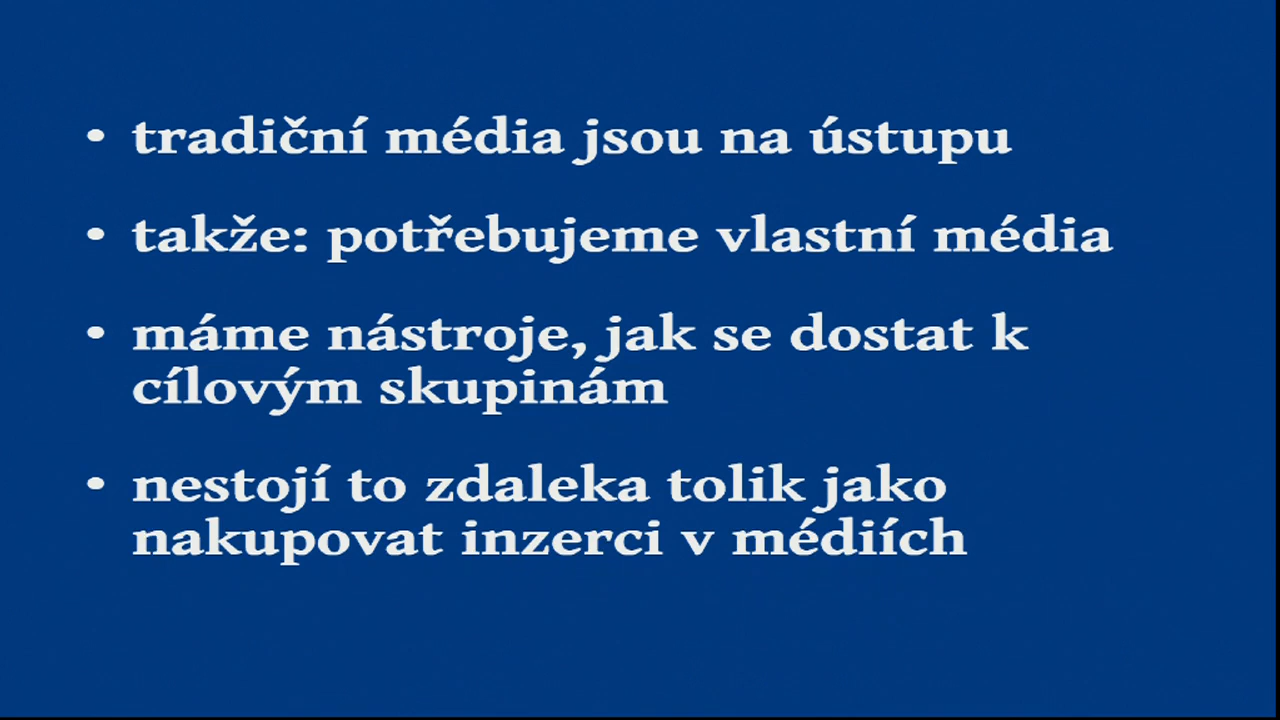 • tradiční média jsou na ústupu
• takže: potřebujeme vlastní média
• máme nástroje, jak se dostat k
cílovým skupinám
• nestojí to zdaleka tolik jako
nakupovat inzerci v médiích